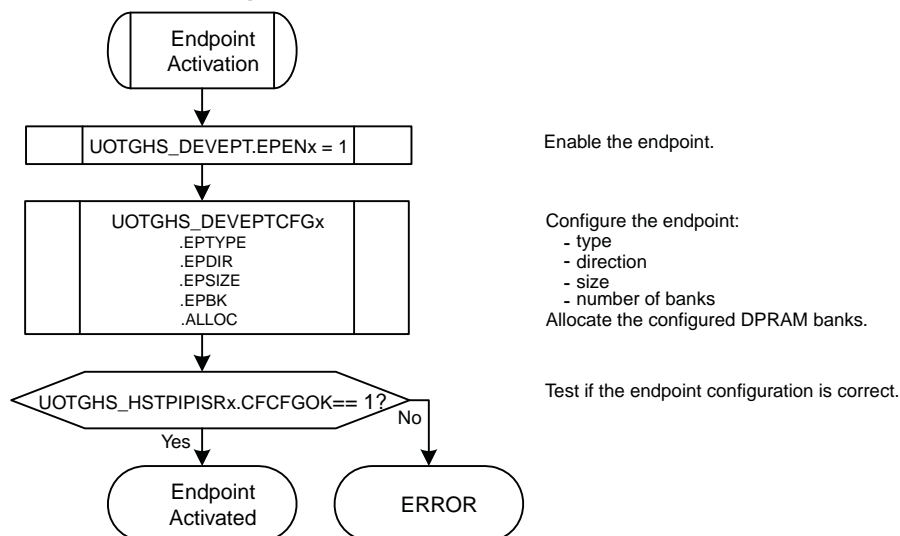 Endpoint
Activation
UOTGHS_DEVEPT.EPENx = 1
Enable the endpoint.
UOTGHS_DEVEPTCFGx
.EPTYPE
.EPDIR
.EPSIZE
.EPBK
.ALLOC
Configure the endpoint:
- type
- direction
- size
- number of banks
Allocate the configured DPRAM banks.
UOTGHS_HSTPIPISRx.CFCFGOK== 1?
Test if the endpoint configuration is correct.
Yes
No
Endpoint
Activated
ERROR